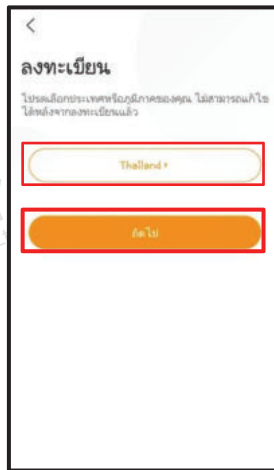 ลงทะเบียน
โปรดเลือกประเทศหรือภูมิภาคของคุณ ไม่สามารถแก้ไข
ได้หลังจากลงทะเบียนแล้ว
Thailand
ถัดไป